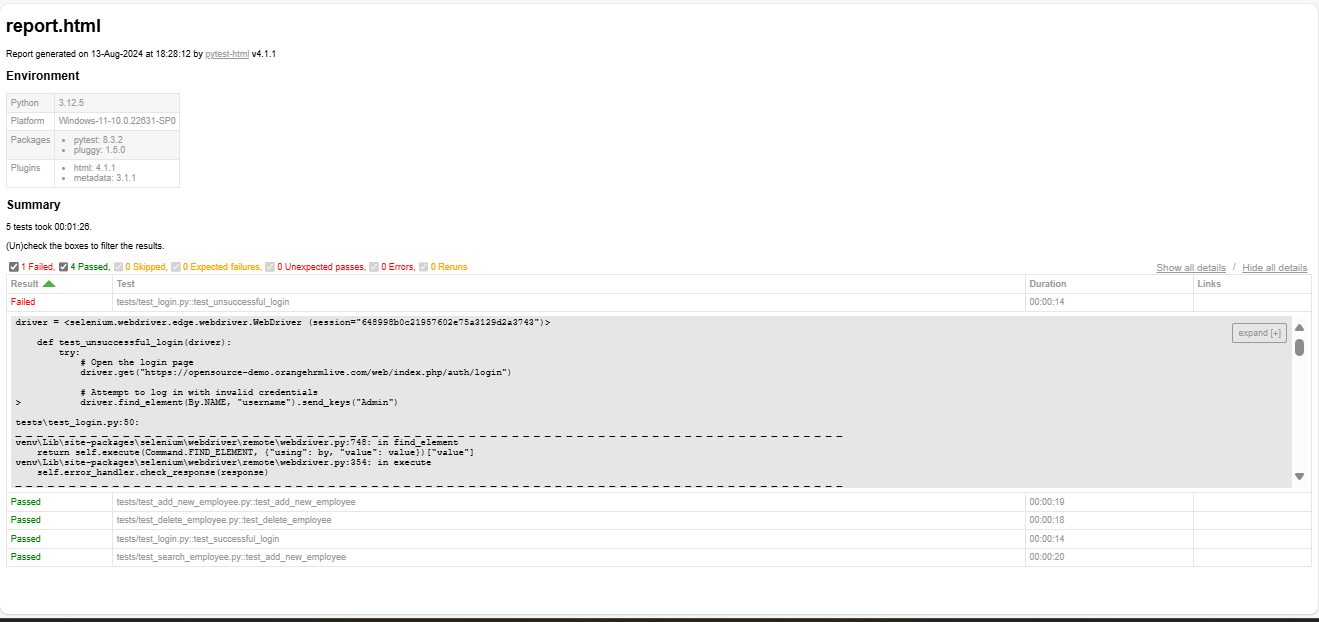 report.html
Report generated on 13-Aug-2024 at 18:28:12 by pytest-html v4.1.1
Environment
Python 3.12.5
Platform Windows-11-10.0.22631-SP0
Packages • pytest: 8.3.2
• pluggy: 1.5.0
Plugins • html: 4.1.1
• metadata: 3.1.1
Summary
5 tests took 00:01:26.
(Un)check the boxes to filter the results.
1 Failed, 4 Passed, 0 Skipped, 0 Expected failures, 0 Unexpected passes, 0 Errors, 0 Reruns Show all details / Hide all details
Result Test Duration Links
Failed tests/test_login.py::test_unsuccessful_login 00:00:14
driver = <selenium.webdriver.edge.webdriver.WebDriver (session="648998b0c21957602e75a3129d2a3743")>
expand [+]
def test_unsuccessful_login(driver):
try:
# Open the login page
driver.get("https://opensource-demo.orangehrmlive.com/web/index.php/auth/login")
# Attempt to log in with invalid credentials
> driver.find_element(By.NAME, "username").send_keys("Admin")
tests\test_login.py:50:
_ _ _ _ _ _ _ _ _ _ _ _ _ _ _ _ _ _ _ _ _ _ _ _ _ _ _ _ _ _ _ _ _ _ _ _ _ _ _ _
venv\Lib\site-packages\selenium\webdriver\remote\webdriver.py:748: in find_element
return self.execute(Command.FIND_ELEMENT, {"using": by, "value": value})["value"]
venv\Lib\site-packages\selenium\webdriver\remote\webdriver.py:354: in execute
self.error_handler.check_response(response)
_ _ _ _ _ _ _ _ _ _ _ _ _ _ _ _ _ _ _ _ _ _ _ _ _ _ _ _ _ _ _ _ _ _ _ _ _ _ _ _
Passed tests/test_add_new_employee.py::test_add_new_employee 00:00:19
Passed tests/test_delete_employee.py::test_delete_employee 00:00:18
Passed tests/test_login.py::test_successful_login 00:00:14
Passed tests/test_search_employee.py::test_add_new_employee 00:00:20